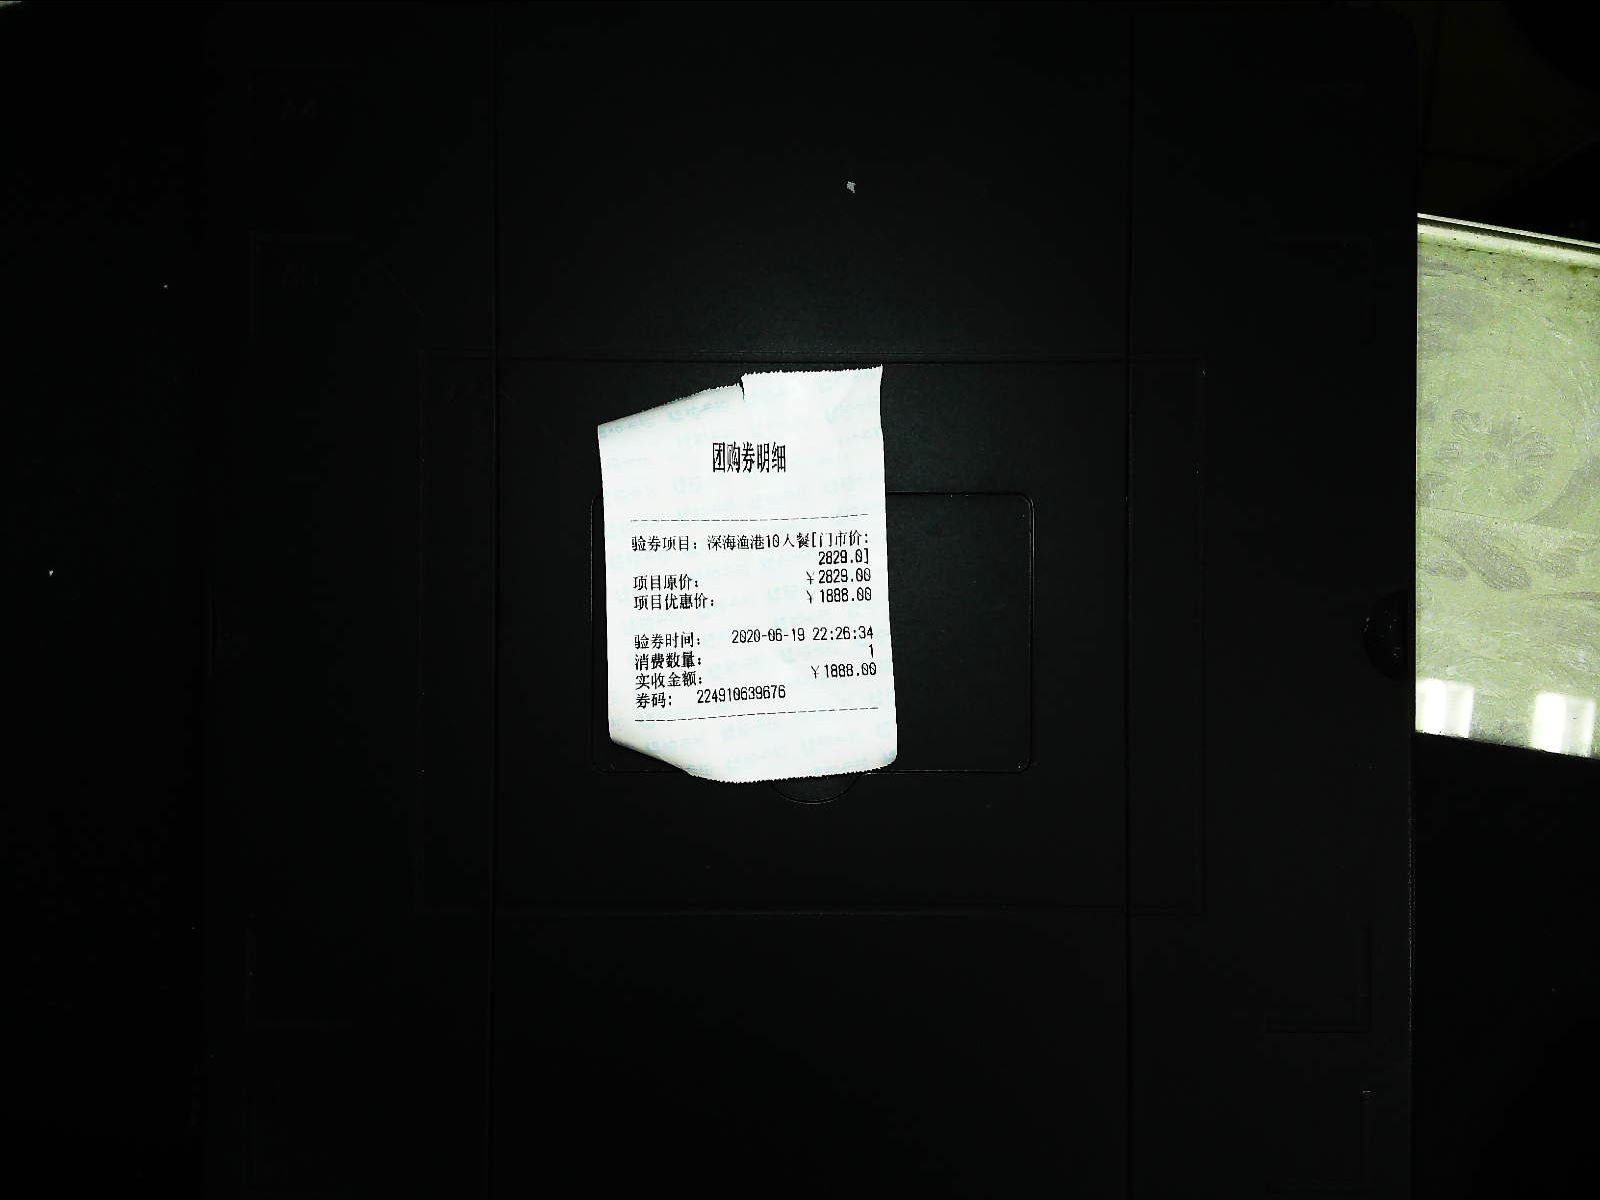 团购券明细
验券项目：深海渔港10人餐[门市价:
2829.0]
项目原价： ￥2829.00
项目优惠价： ￥1888.00
验券时间： 2020-06-19 22:26:34
消费数量： 1
实收金额： ￥1888.00
券码： 224910639676